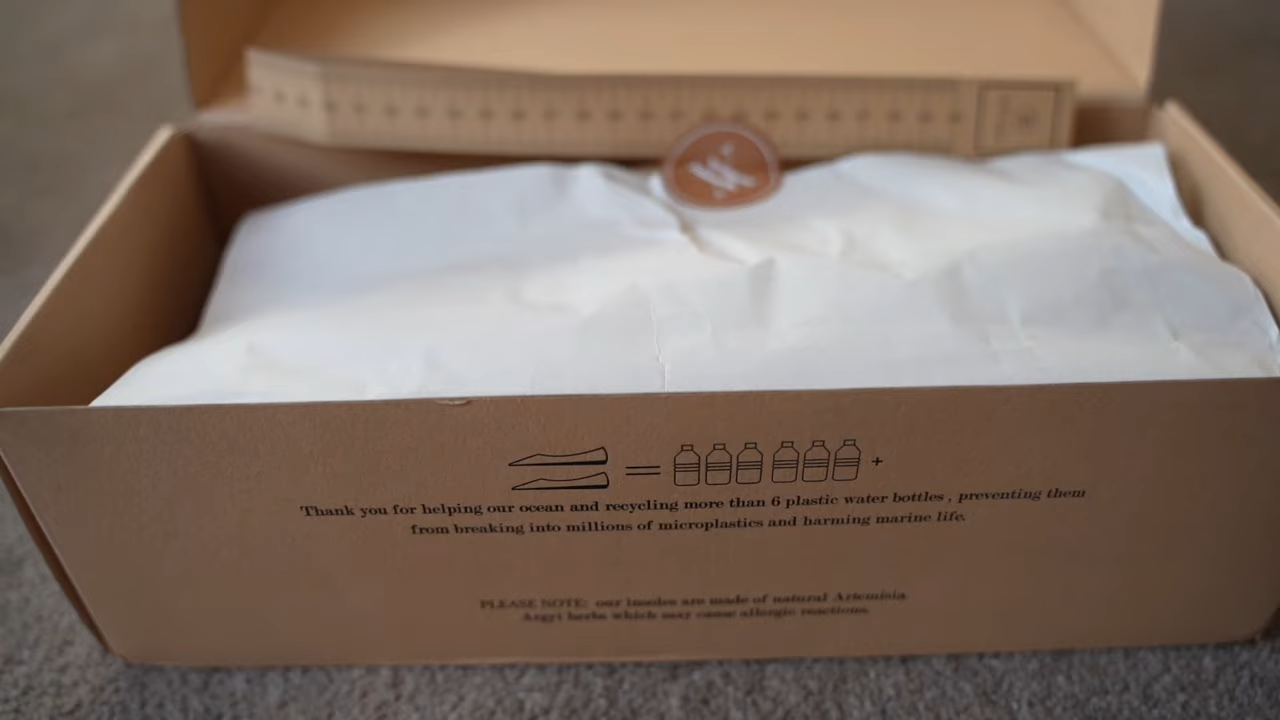 Thank you for helping our ocean and recycling more than 6 plastic water bottles , preventing them
from breaking into millions of microplastics and harming marine life.
PLEASE NOTE: our insoles are made of natural Artemisia
Argyi herbs which may cause allergic reactions.